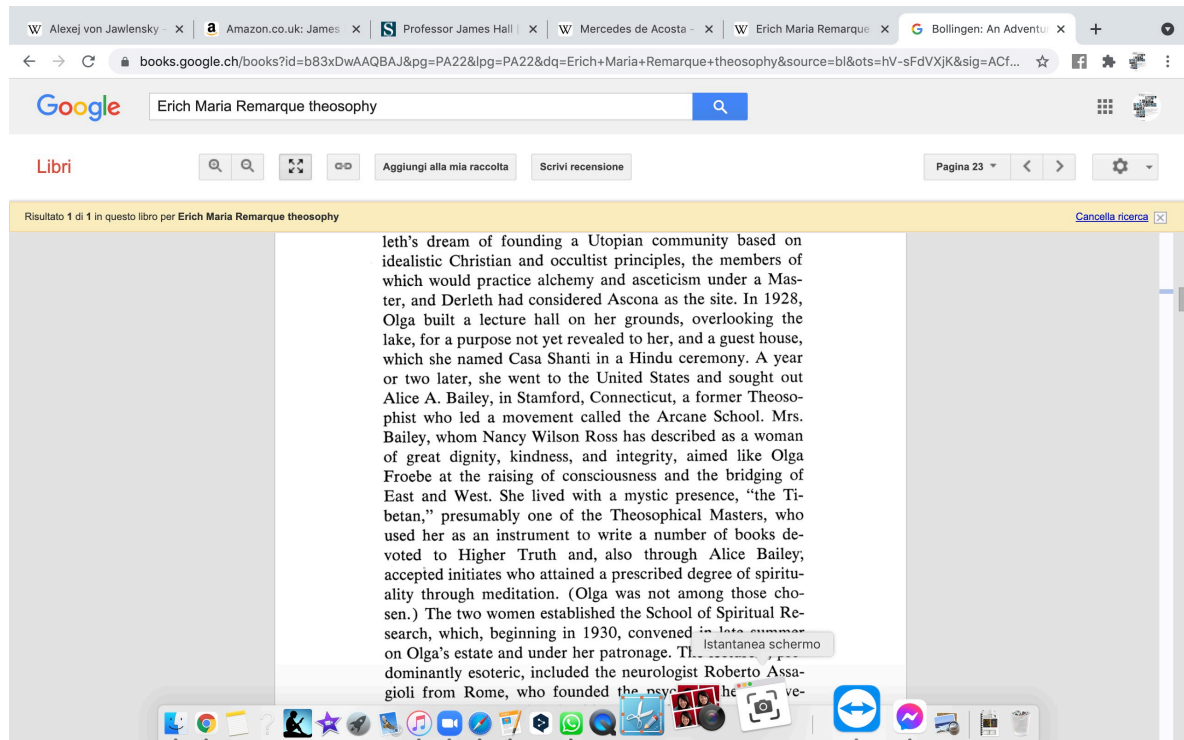 Alexej von Jawlensky -
Amazon.co.uk: James
Professor James Hall |
Mercedes de Acosta -
Erich Maria Remarque
Bollingen: An Adventu
books.google.ch/books?id=b83xDwAAQBAJ&pg=PA22&lpg=PA22&dq=Erich+Maria+Remarque+theosophy&source=bl&ots=hV-sFdVXjK&sig=ACf...
Google
Erich Maria Remarque theosophy
Libri
Aggiungi alla mia raccolta
Scrivi recensione
Pagina 23
Risultato 1 di 1 in questo libro per Erich Maria Remarque theosophy
Cancella ricerca
leth's dream of founding a Utopian community based on
idealistic Christian and occultist principles, the members of
which would practice alchemy and asceticism under a Mas-
ter, and Derleth had considered Ascona as the site. In 1928,
Olga built a lecture hall on her grounds, overlooking the
lake, for a purpose not yet revealed to her, and a guest house,
which she named Casa Shanti in a Hindu ceremony. A year
or two later, she went to the United States and sought out
Alice A. Bailey, in Stamford, Connecticut, a former Theoso-
phist who led a movement called the Arcane School. Mrs.
Bailey, whom Nancy Wilson Ross has described as a woman
of great dignity, kindness, and integrity, aimed like Olga
Froebe at the raising of consciousness and the bridging of
East and West. She lived with a mystic presence, “the Ti-
betan,” presumably one of the Theosophical Masters, who
used her as an instrument to write a number of books de-
voted to Higher Truth and, also through Alice Bailey,
accepted initiates who attained a prescribed degree of spiritu-
ality through meditation. (Olga was not among those cho-
sen.) The two women established the School of Spiritual Re-
search, which, beginning in 1930, convened in late summer
on Olga's estate and under her patronage.
Istantanea schermo
dominantly esoteric, included the neurologist Roberto Assa-
gioli from Rome, who founded the